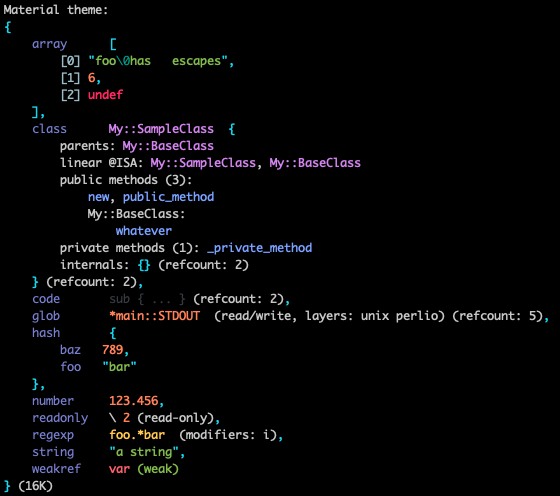 Material theme:
{
    array      [
        [0] "foo\0has   escapes",
        [1] 6,
        [2] undef
    ],
    class      My::SampleClass  {
        parents: My::BaseClass
        linear @ISA: My::SampleClass, My::BaseClass
        public methods (3):
            new, public_method
            My::BaseClass:
                whatever
        private methods (1): _private_method
        internals: {} (refcount: 2)
    } (refcount: 2),
    code       sub { ... } (refcount: 2),
    glob       *main::STDOUT  (read/write, layers: unix perlio) (refcount: 5),
    hash       {
        baz   789,
        foo   "bar"
    },
    number     123.456,
    readonly   \ 2 (read-only),
    regexp     foo.*bar  (modifiers: i),
    string     "a string",
    weakref    var (weak)
} (16K)